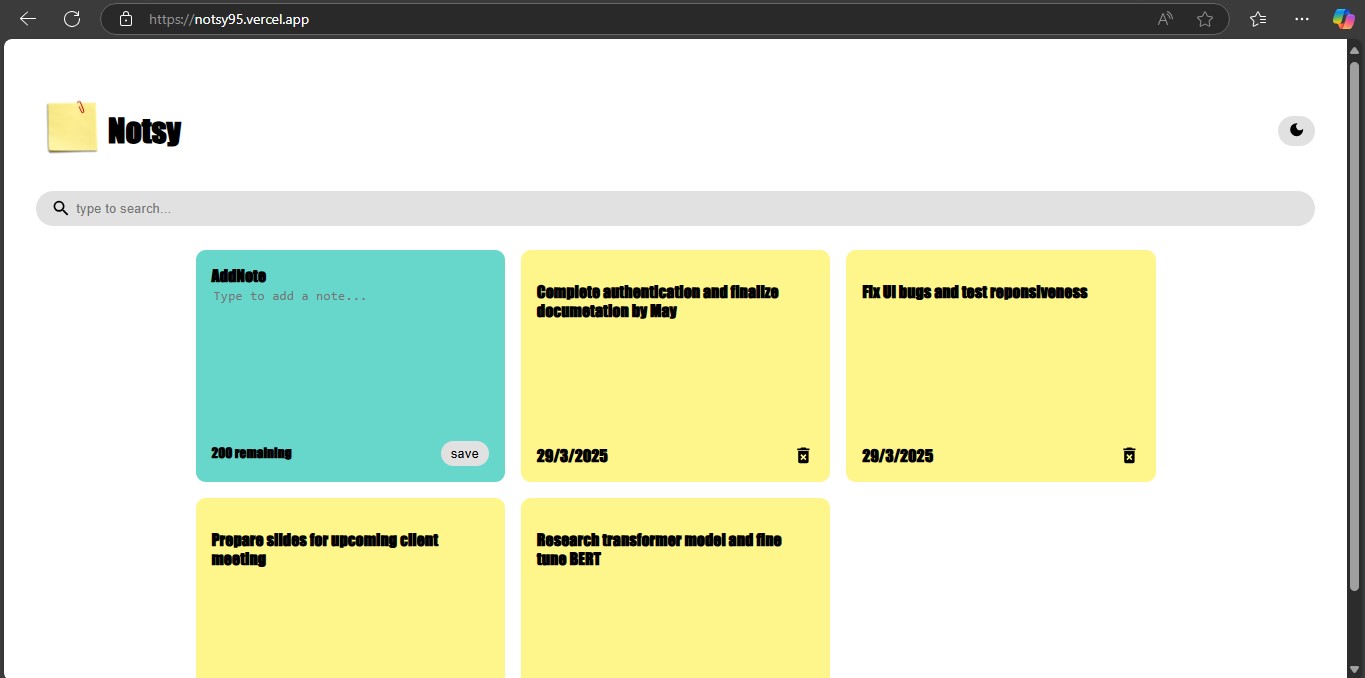 https://notsy95.vercel.app
Notsy
type to search...
AddNote
Type to add a note...
200 remaining
save
Complete authentication and finalize
documetation by May
29/3/2025
Fix UI bugs and test reponsiveness
29/3/2025
Prepare slides for upcoming client
meeting
Research transformer model and fine
tune BERT